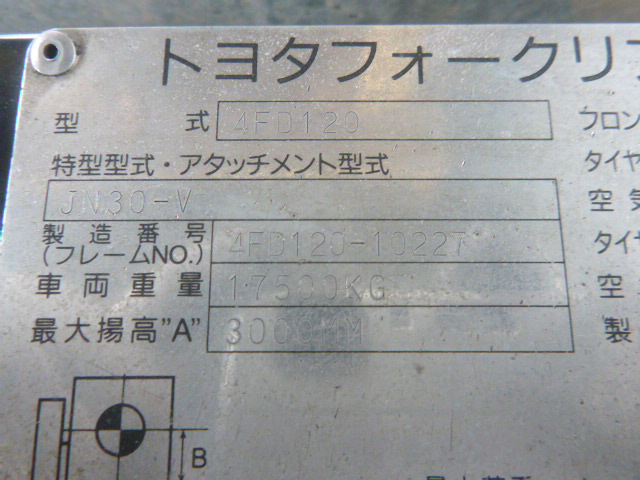 トヨタフォークリフ
型式 4FD120 フロン
特型型式・アタッチメント型式 タイヤ
JN30-V 空気
製造番号 4FD120-10227 タイヤ
(フレームNO.) 空
車両重量 17500KG
最大揚高"A" 3000MM 製
B